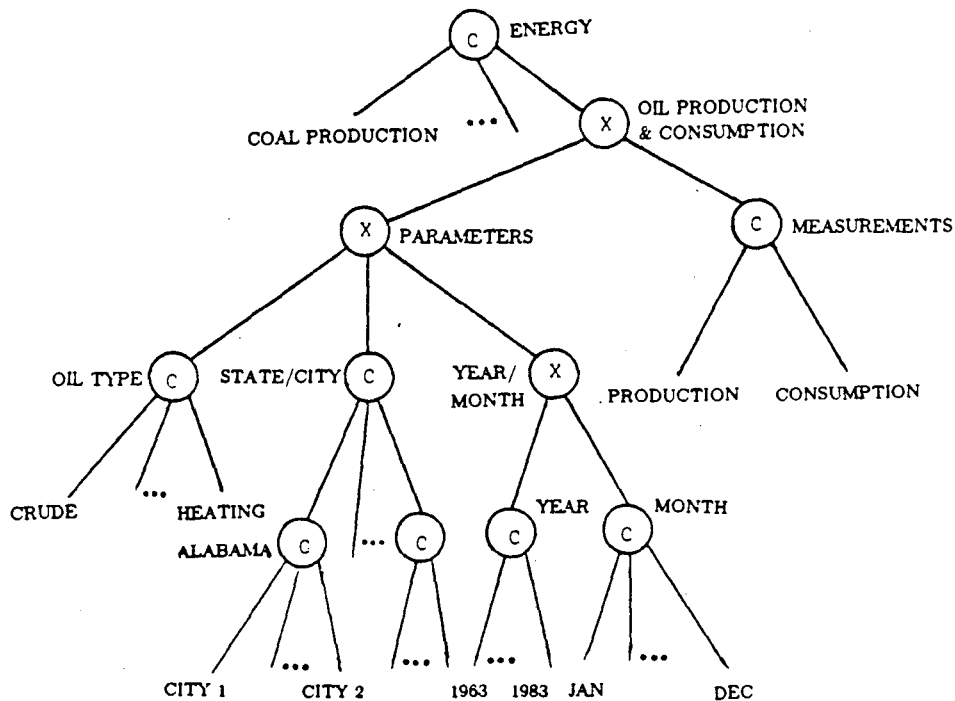 C ENERGY
COAL PRODUCTION ••• X OIL PRODUCTION
& CONSUMPTION
X PARAMETERS
C MEASUREMENTS
OIL TYPE C STATE/CITY C YEAR/
MONTH X
PRODUCTION CONSUMPTION
CRUDE ••• HEATING
ALABAMA C ••• C
C YEAR
C MONTH
CITY 1 ••• CITY 2 ••• 1963 ••• 1983 JAN ••• DEC